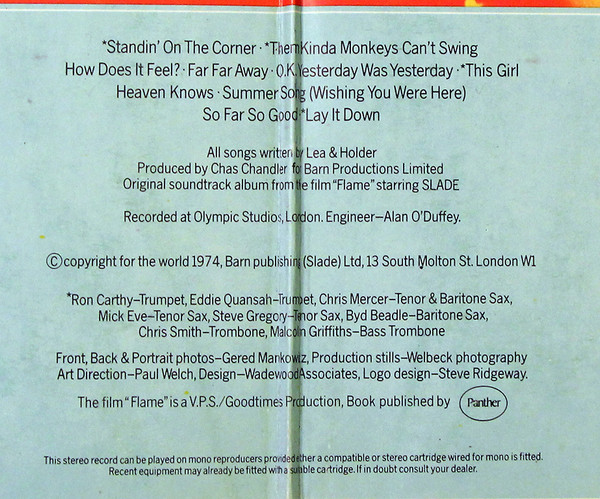 *Standin' On The Corner · *Them Kinda Monkeys Can't Swing
How Does It Feel? · Far Far Away · O.K. Yesterday Was Yesterday · *This Girl
Heaven Knows · Summer Song (Wishing You Were Here)
So Far So Good *Lay It Down
All songs written by Lea & Holder
Produced by Chas Chandler for Barn Productions Limited
Original soundtrack album from the film "Flame" starring SLADE
Recorded at Olympic Studios, London. Engineer–Alan O'Duffey.
©copyright for the world 1974, Barn publishing (Slade) Ltd, 13 South Molton St. London W1
*Ron Carthy–Trumpet, Eddie Quansah–Trumpet, Chris Mercer–Tenor & Baritone Sax,
Mick Eve–Tenor Sax, Steve Gregory–Tenor Sax, Byd Beadle–Baritone Sax,
Chris Smith–Trombone, Malcoln Griffiths–Bass Trombone
Front, Back & Portrait photos–Gered Mankowitz, Production stills–Welbeck photography
Art Direction–Paul Welch, Design–Wadewood Associates, Logo design–Steve Ridgeway.
The film "Flame" is a V.P.S./Goodtimes Production, Book published by Panther
This stereo record can be played on mono reproducers provided either a compatible or stereo cartridge wired for mono is fitted.
Recent equipment may already be fitted with a suitable cartridge. If in doubt consult your dealer.